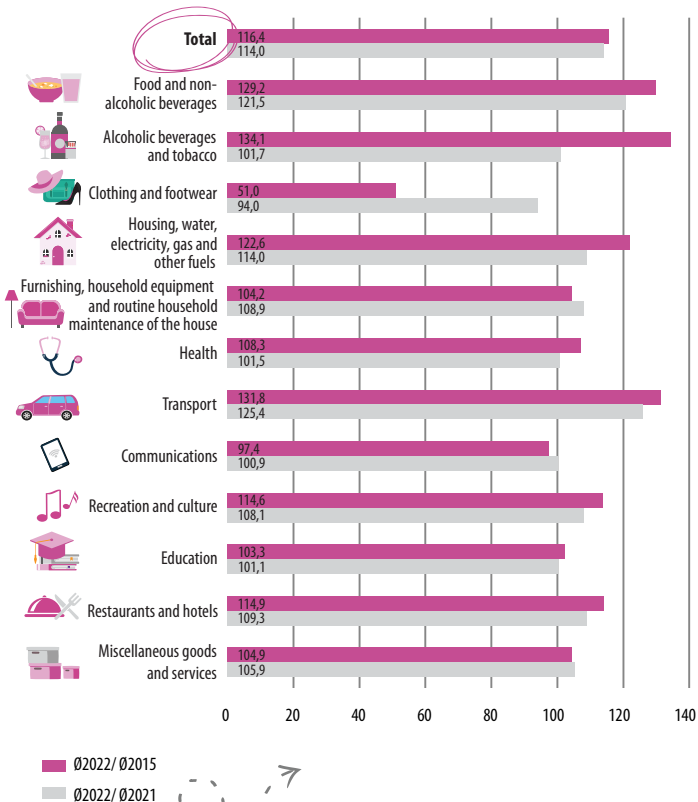 Total
116,4
114,0
Food and non-
alcoholic beverages
129,2
121,5
Alcoholic beverages
and tobacco
134,1
101,7
Clothing and footwear
51,0
94,0
Housing, water,
electricity, gas and
other fuels
122,6
114,0
Furnishing, household equipment
and routine household
maintenance of the house
104,2
108,9
Health
108,3
101,5
Transport
131,8
125,4
Communications
97,4
100,9
Recreation and culture
114,6
108,1
Education
103,3
101,1
Restaurants and hotels
114,9
109,3
Miscellaneous goods
and services
104,9
105,9
0 20 40 60 80 100 120 140
Ø2022/ Ø2015
Ø2022/ Ø2021